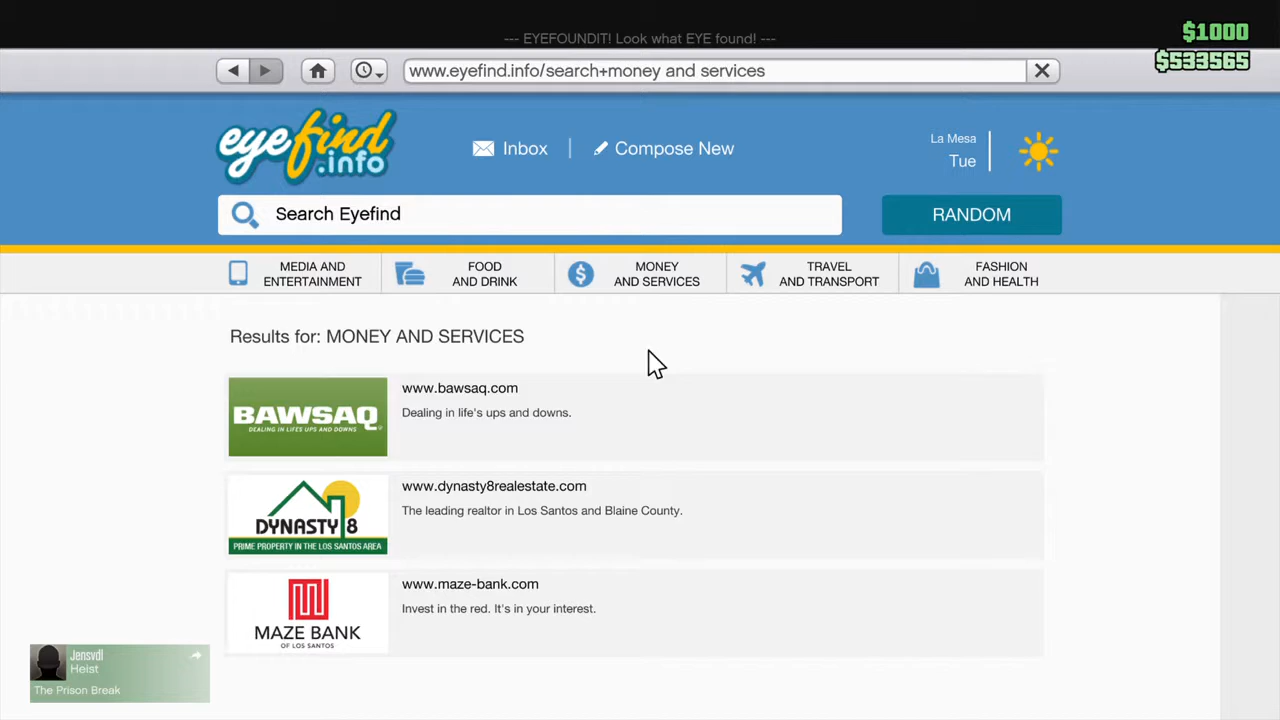 --- EYEFOUNDIT! Look what EYE found! ---
$1000
$533565
www.eyefind.info/search+money and services
eyefind
.info
Inbox
Compose New
La Mesa
Tue
Search Eyefind
RANDOM
MEDIA AND
ENTERTAINMENT
FOOD
AND DRINK
MONEY
AND SERVICES
TRAVEL
AND TRANSPORT
FASHION
AND HEALTH
Results for: MONEY AND SERVICES
BAWSAQ
DEALING IN LIFES UPS AND DOWNS
www.bawsaq.com
Dealing in life's ups and downs.
DYNASTY 8
PRIME PROPERTY IN THE LOS SANTOS AREA
www.dynasty8realestate.com
The leading realtor in Los Santos and Blaine County.
MAZE BANK
OF LOS SANTOS
www.maze-bank.com
Invest in the red. It's in your interest.
Jensvdl
Heist
The Prison Break